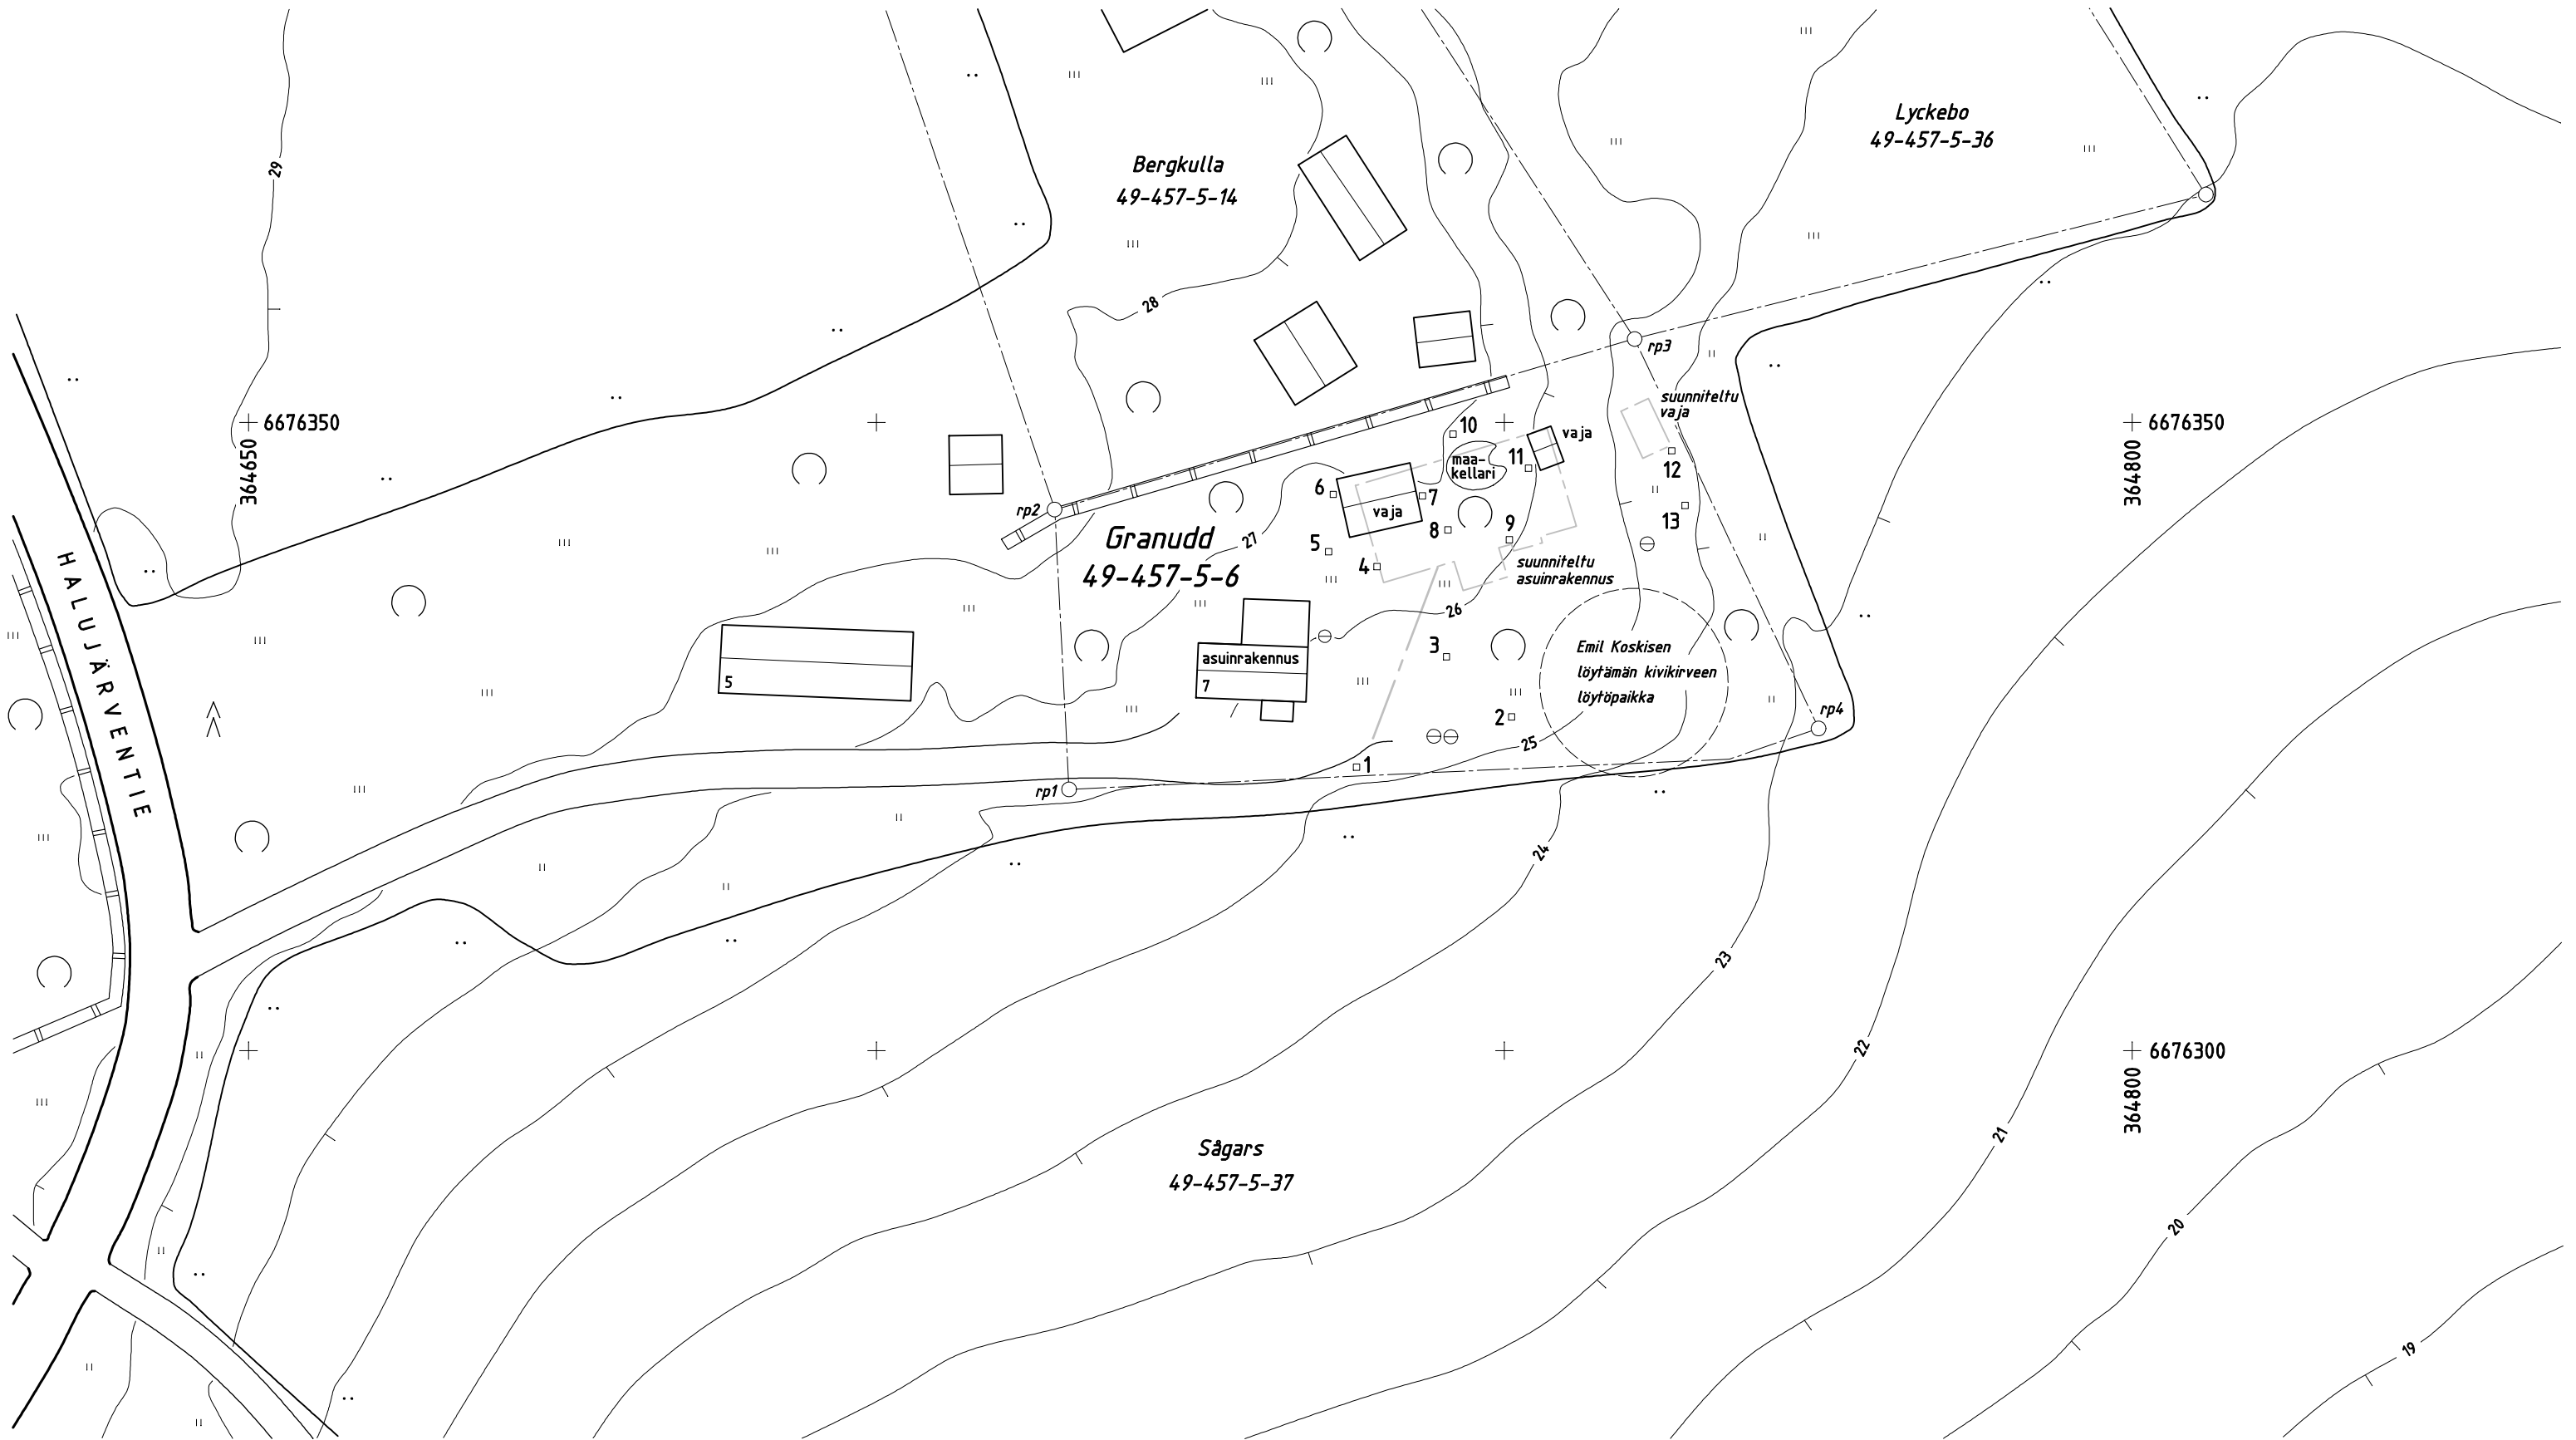 29
Lyckebo
49-457-5-36
Bergkulla
49-457-5-14
28
rp3
suunniteltu
vaja
6676350
364650
6676350
364800
10
vaja
maa-
kellari
11
12
6
7
vaja
13
rp2
Granudd
49-457-5-6
27
5
8
9
4
suunniteltu
asuinrakennus
26
HALUJÄRVENTIE
asuinrakennus
7
5
3
Emil Koskisen
löytämän kivikirveen
löytöpaikka
2
25
rp4
1
rp1
24
23
22
6676300
364800
21
Sågars
49-457-5-37
20
19